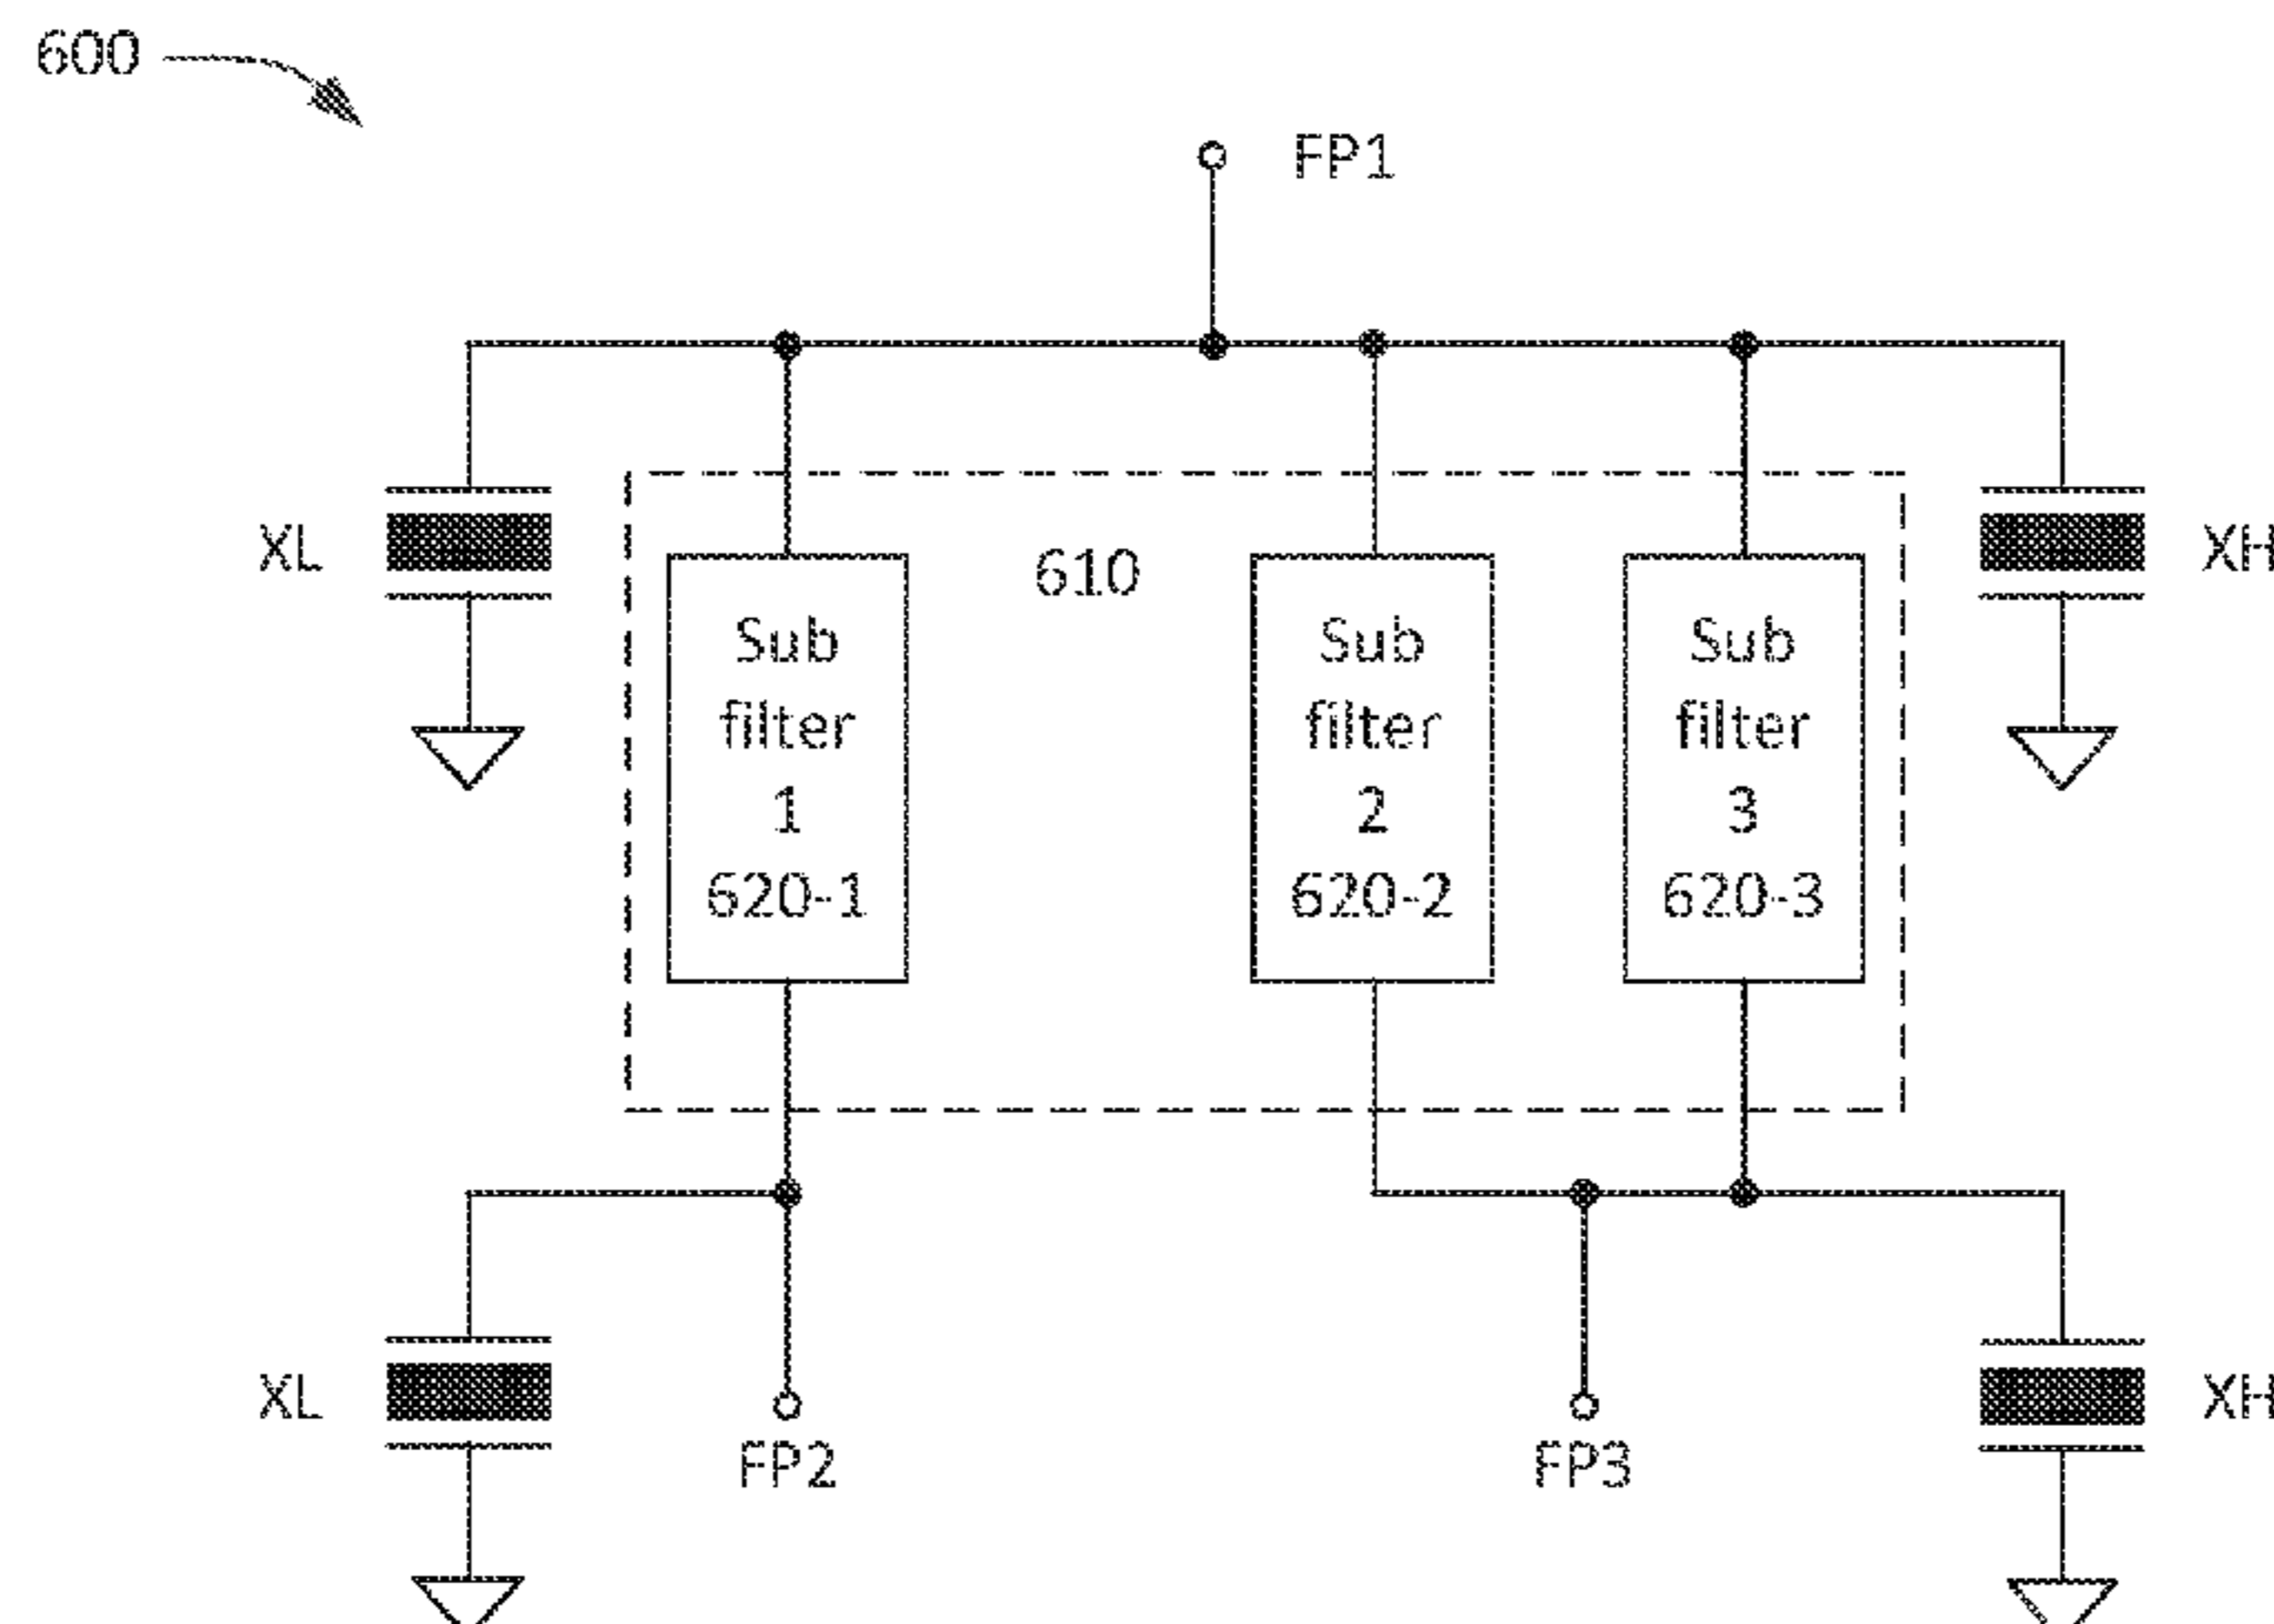 600
FP1
XL
610
XH
Sub
filter
1
620-1
Sub
filter
2
620-2
Sub
filter
3
620-3
XL
XH
FP2
FP3